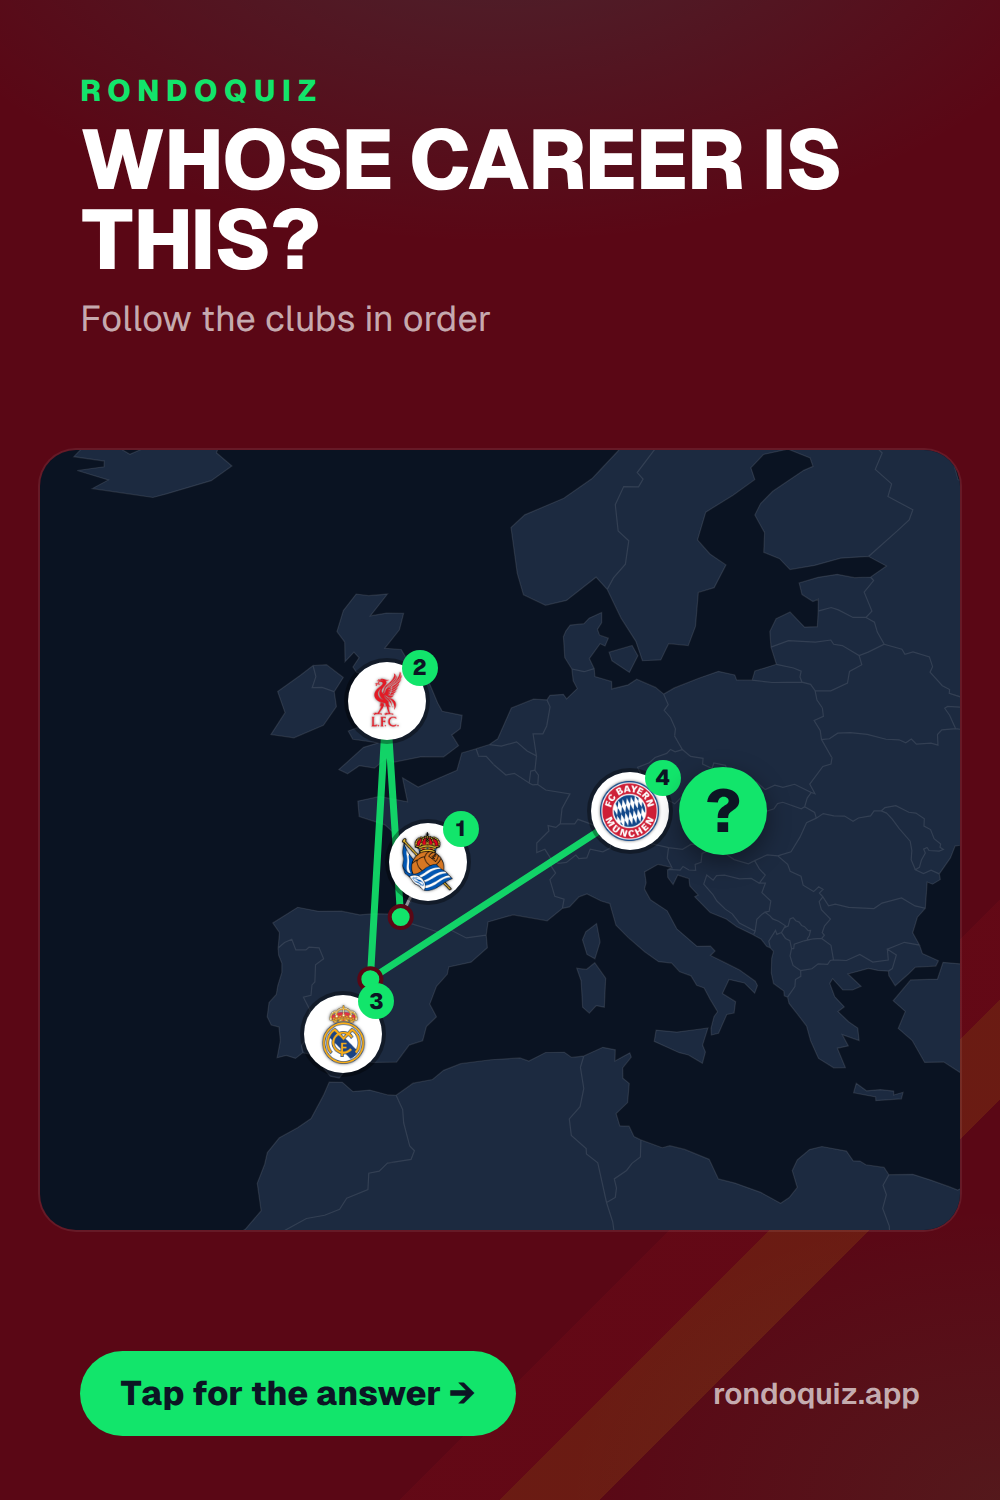 RONDOQUIZ
WHOSE CAREER IS
THIS?
Follow the clubs in order
2
L.F.C.
4
FC BAYERN
MÜNCHEN
?
1
3
Tap for the answer →
rondoquiz.app